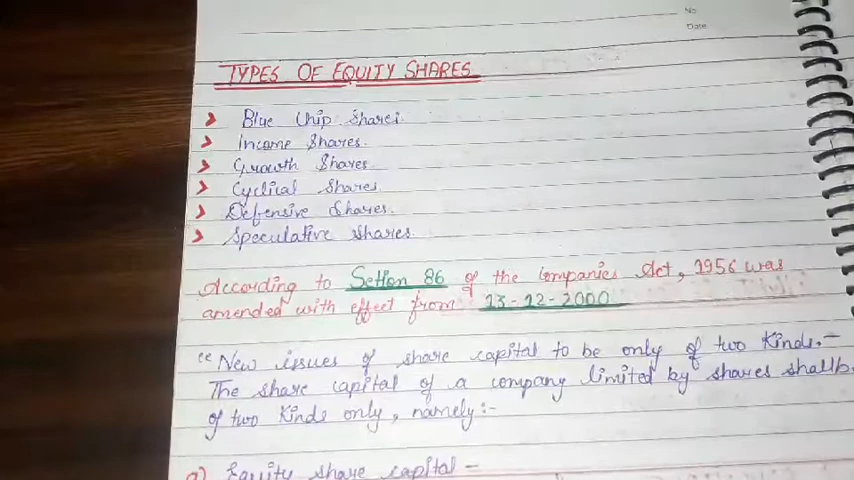 No
Date
TYPES OF EQUITY SHARES
Blue Chip Shares
Income Shares.
Growth Shares
Cyclical Shares
Defensive Shares.
Speculative Shares.
According to Section 86 of the Companies Act, 1956 was
amended with effect from 13-12-2000
"New issues of share capital to be only of two Kinds.-
The share capital of a company limited by shares shall b
of two Kinds only, namely:-
a) Equity share capital -